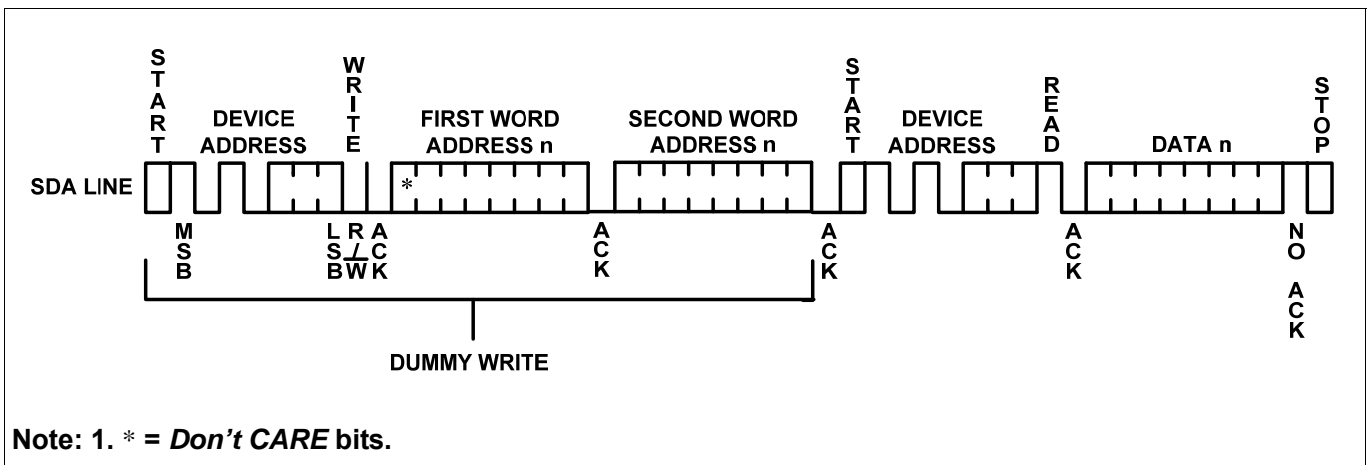 START
WRITE
START
READ
STOP
DEVICE
ADDRESS
FIRST WORD
ADDRESS n
SECOND WORD
ADDRESS n
DEVICE
ADDRESS
DATA n
SDA LINE
*
MSB
LSB
R/W
ACK
ACK
ACK
ACK
NO ACK
DUMMY WRITE
Note: 1. * = Don't CARE bits.